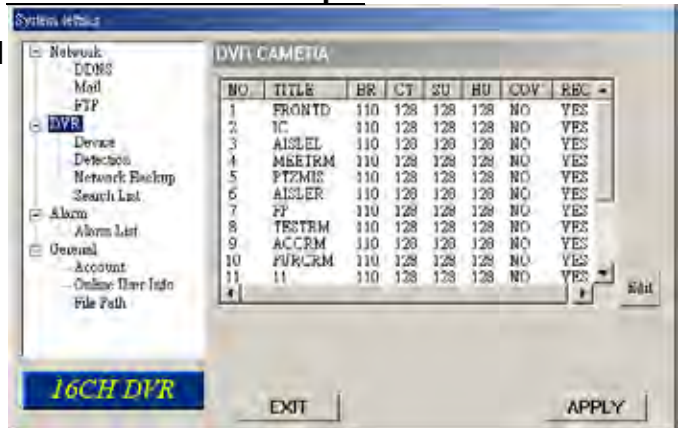 System settings
Network
DDNS
Mail
FTP
DVR
Device
Detection
Network Backup
Search List
Alarm
Alarm List
General
Account
Online User Info
File Path
16CH DVR
DVR CAMERA
NO. TITLE BR CT SU HU COV REC
1 FRONTD 110 128 128 128 NO YES
2 IC 110 128 128 128 NO YES
3 AISLEL 110 128 128 128 NO YES
4 MEETRM 110 128 128 128 NO YES
5 PTZMIS 110 128 128 128 NO YES
6 AISLER 110 128 128 128 NO YES
7 FP 110 128 128 128 NO YES
8 TESTRM 110 128 128 128 NO YES
9 ACCRM 110 128 128 128 NO YES
10 PURCRM 110 128 128 128 NO YES
11 11 110 128 128 128 NO YES
Edit
EXIT APPLY